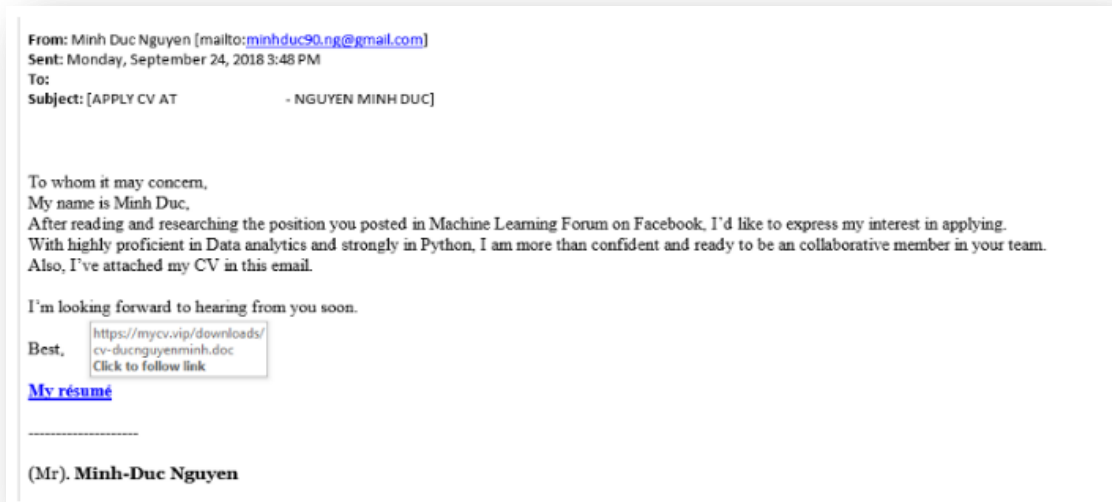 From: Minh Duc Nguyen [mailto:minhduc90.ng@gmail.com]
Sent: Monday, September 24, 2018 3:48 PM
To:
Subject: [APPLY CV AT - NGUYEN MINH DUC]
To whom it may concern,
My name is Minh Duc,
After reading and researching the position you posted in Machine Learning Forum on Facebook, I'd like to express my interest in applying.
With highly proficient in Data analytics and strongly in Python, I am more than confident and ready to be an collaborative member in your team.
Also, I've attached my CV in this email.
I'm looking forward to hearing from you soon.
https://mycv.vip/downloads/
Best, cv-ducnguyenminh.doc
Click to follow link
My résumé
--------------------
(Mr). Minh-Duc Nguyen